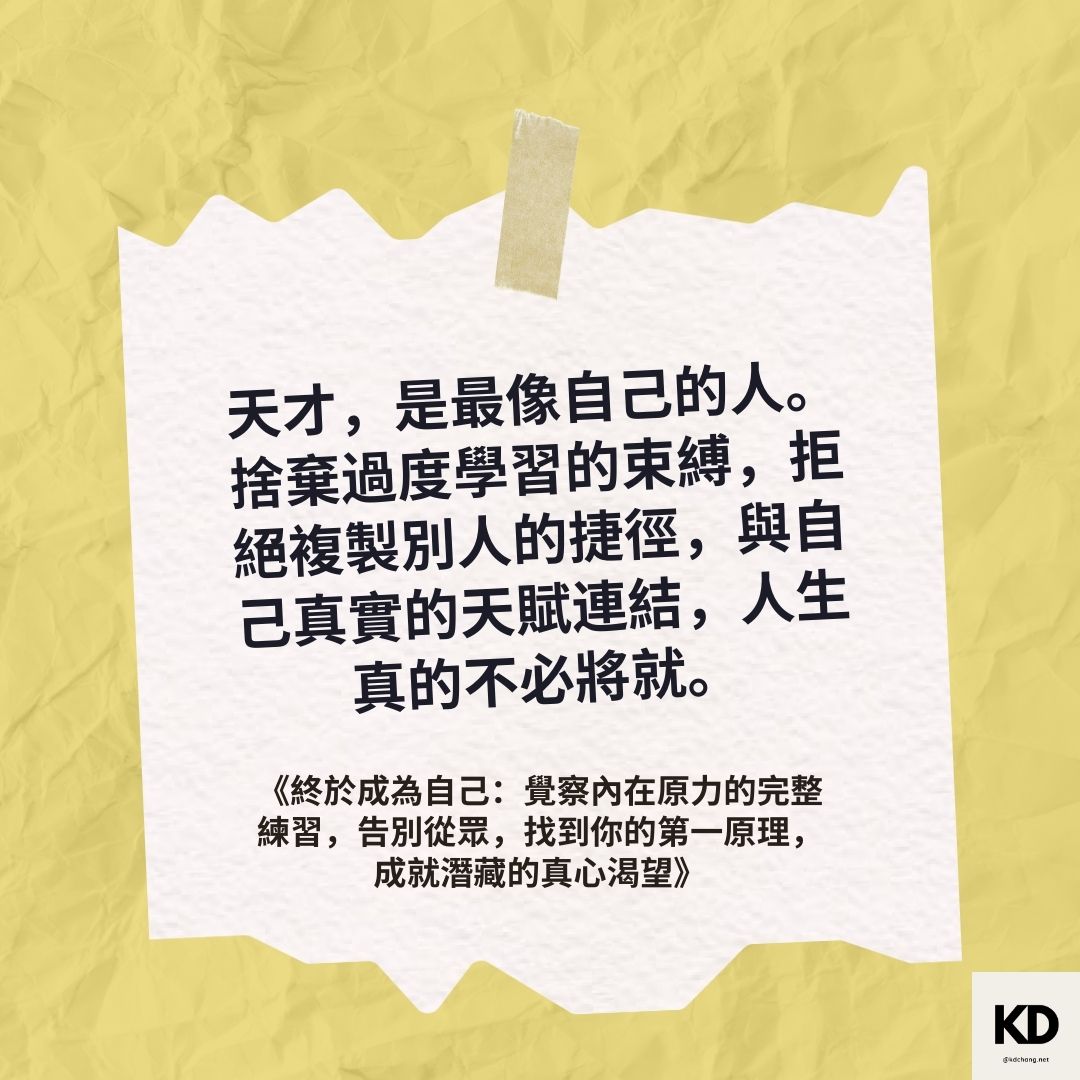 天才，是最像自己的人。
捨棄過度學習的束縛，拒
絕複製別人的捷徑，與自
己真實的天賦連結，人生
真的不必將就。
《終於成為自己：覺察內在原力的完整
練習，告別從眾，找到你的第一原理，
成就潛藏的真心渴望》
KD
@kdchang.net